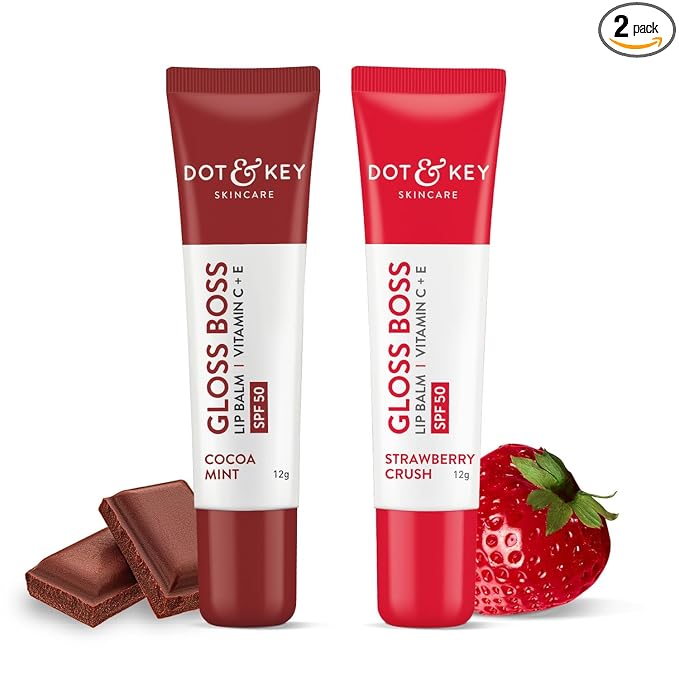 2 pack
DOT & KEY
SKINCARE
GLOSS BOSS
LIP BALM | VITAMIN C + E
SPF 50
COCOA
MINT
12g
DOT & KEY
SKINCARE
GLOSS BOSS
LIP BALM | VITAMIN C + E
SPF 50
STRAWBERRY
CRUSH
12g